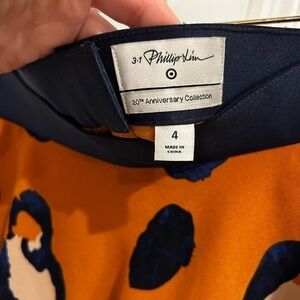 3.1 Phillip Lim
20TH Anniversary Collection
4
MADE IN
CHINA